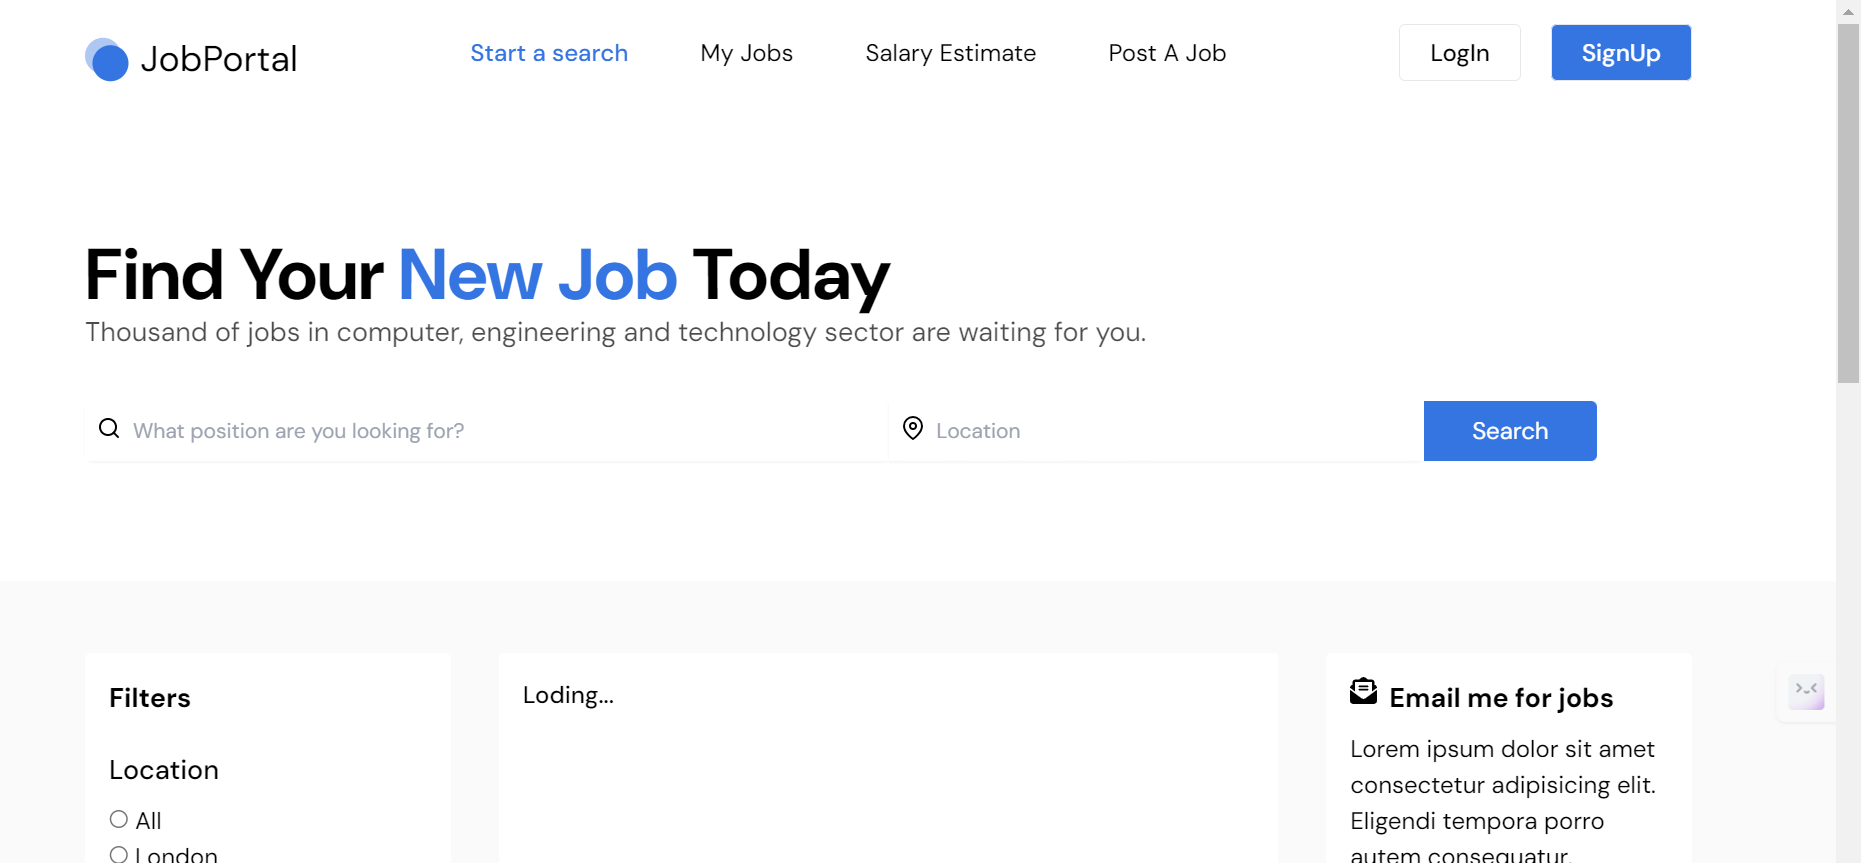 JobPortal
Start a search
My Jobs
Salary Estimate
Post A Job
LogIn
SignUp
Find Your New Job Today
Thousand of jobs in computer, engineering and technology sector are waiting for you.
What position are you looking for?
Location
Search
Filters
Location
All
London
Loding...
Email me for jobs
Lorem ipsum dolor sit amet
consectetur adipisicing elit.
Eligendi tempora porro
autem consequatur,